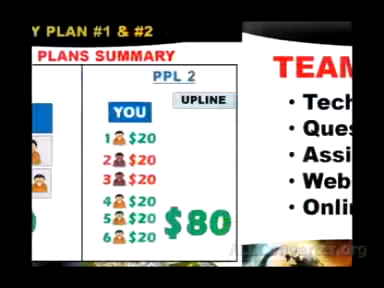 Y PLAN #1 & #2
PLANS SUMMARY
PPL 2
UPLINE
YOU
1 $20
2 $20
3 $20
4 $20
5 $20
6 $20
$80
TEAM
• Tech
• Ques
• Assi
• Web
• Onli